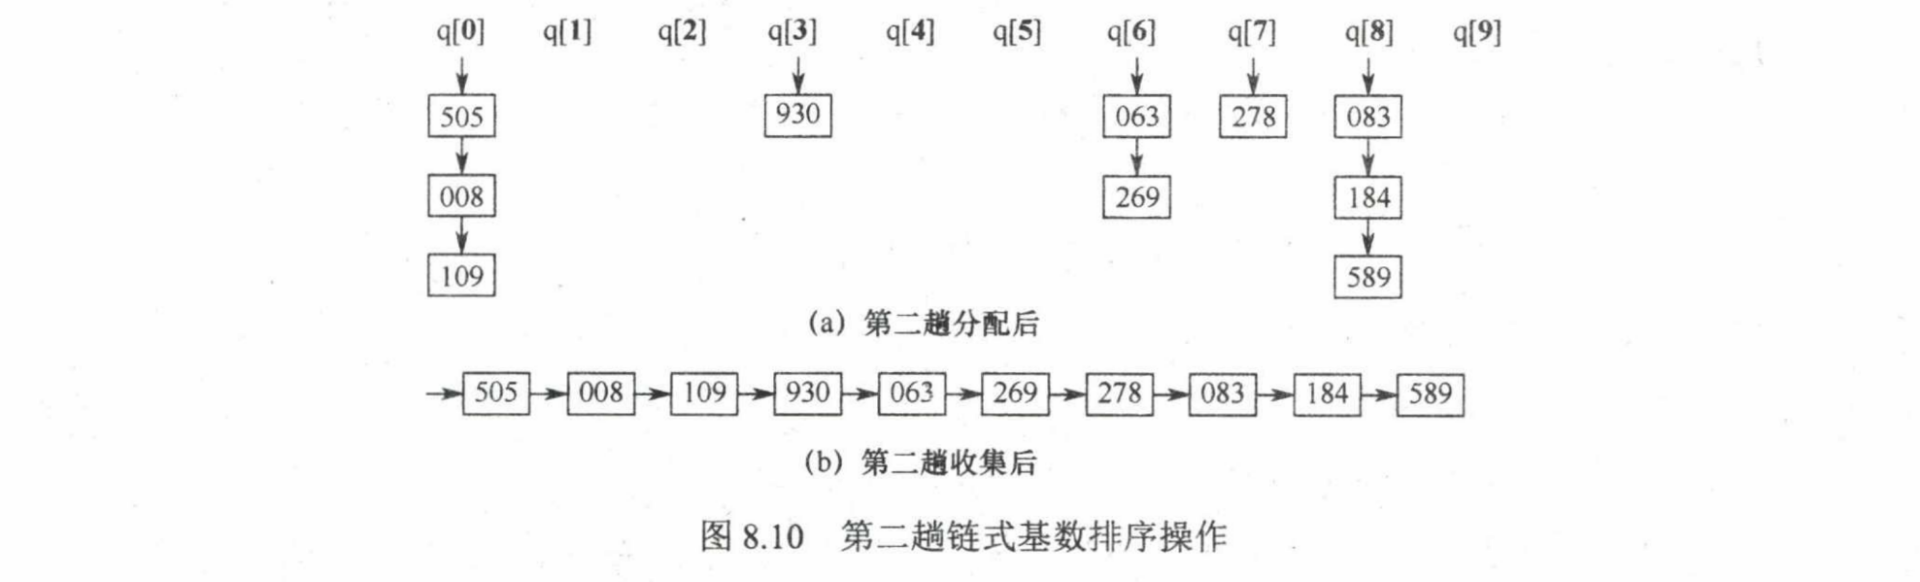 q[0] q[1] q[2] q[3] q[4] q[5] q[6] q[7] q[8] q[9]
505 930 063 278 083
008 269 184
109 589
(a) 第二趟分配后
505 008 109 930 063 269 278 083 184 589
(b) 第二趟收集后
图 8.10 第二趟链式基数排序操作